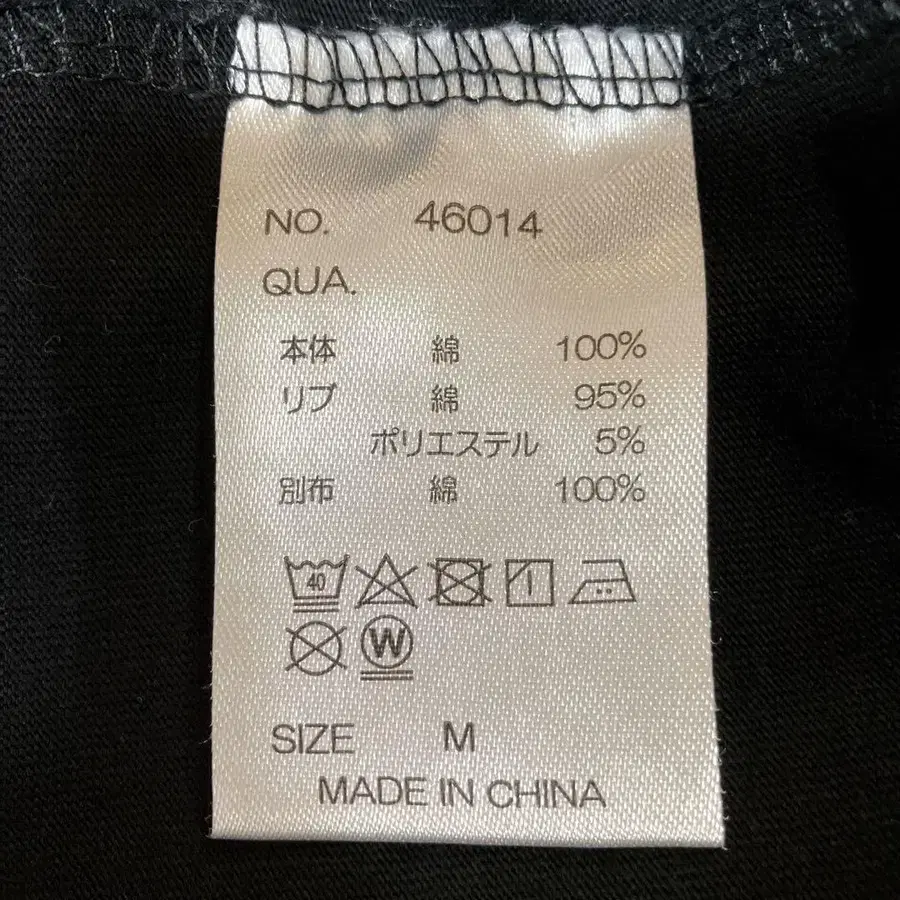 NO. 46014
QUA.
本体 綿 100%
リブ 綿 95%
ポリエステル 5%
別布 綿 100%
40
W
SIZE M
MADE IN CHINA